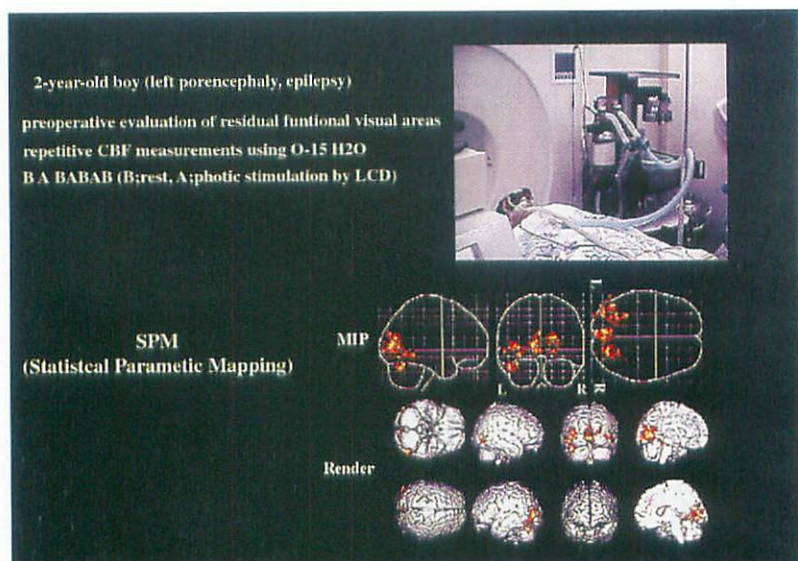 2-year-old boy (left porencephaly, epilepsy)
preoperative evaluation of residual funtional visual areas
repetitive CBF measurements using O-15 H2O
B A BABAB (B;rest, A;photic stimulation by LCD)
SPM
(Statistcal Parametic Mapping)
MIP
L
R
L
R
Render